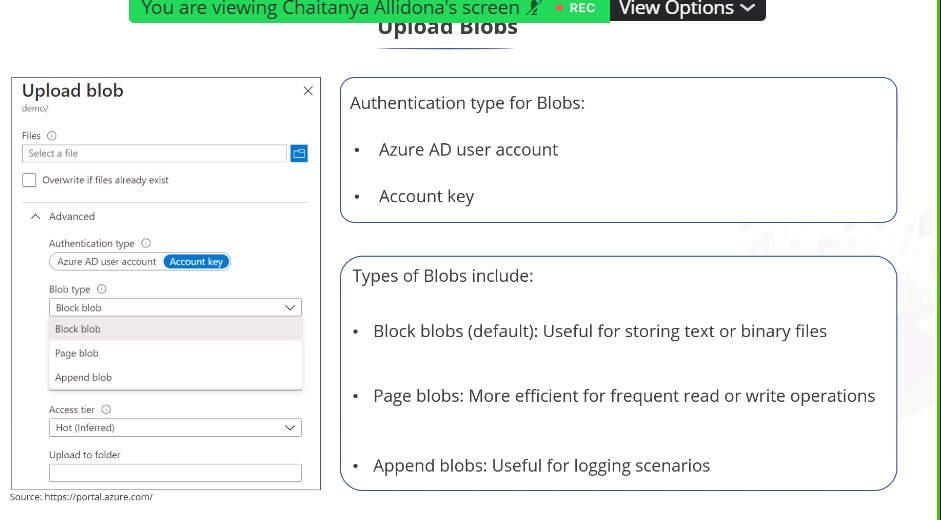 You are viewing Chaitanya Allidona's screen
REC
View Options
Upload Blobs
Upload blob
demo/
Files
Select a file
Overwrite if files already exist
Advanced
Authentication type
Azure AD user account
Account key
Blob type
Block blob
Block blob
Page blob
Append blob
Access tier
Hot (Inferred)
Upload to folder
Source: https://portal.azure.com/
Authentication type for Blobs:
• Azure AD user account
• Account key
Types of Blobs include:
• Block blobs (default): Useful for storing text or binary files
• Page blobs: More efficient for frequent read or write operations
• Append blobs: Useful for logging scenarios